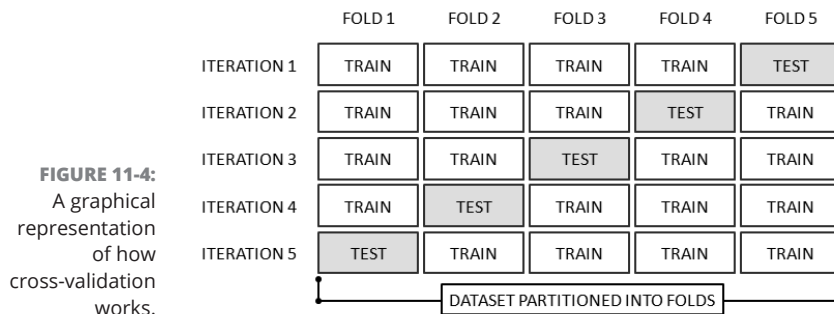 FOLD 1 FOLD 2 FOLD 3 FOLD 4 FOLD 5
ITERATION 1 TRAIN TRAIN TRAIN TRAIN TEST
ITERATION 2 TRAIN TRAIN TRAIN TEST TRAIN
ITERATION 3 TRAIN TRAIN TEST TRAIN TRAIN
ITERATION 4 TRAIN TEST TRAIN TRAIN TRAIN
ITERATION 5 TEST TRAIN TRAIN TRAIN TRAIN
DATASET PARTITIONED INTO FOLDS
FIGURE 11-4:
A graphical
representation
of how
cross-validation
works.